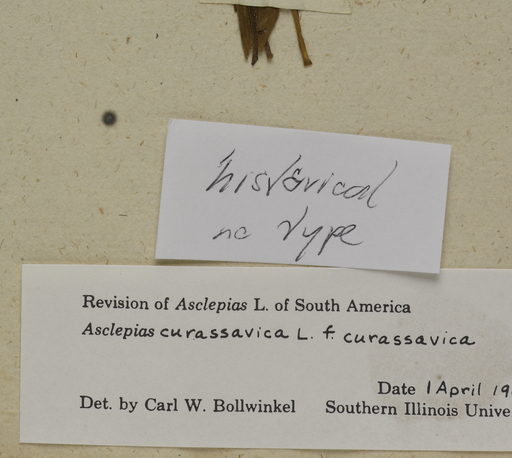 historical
no type
Revision of Asclepias L. of South America
Asclepias curassavica L. f. curassavica
Date 1 April 19
Det. by Carl W. Bollwinkel Southern Illinois Unive